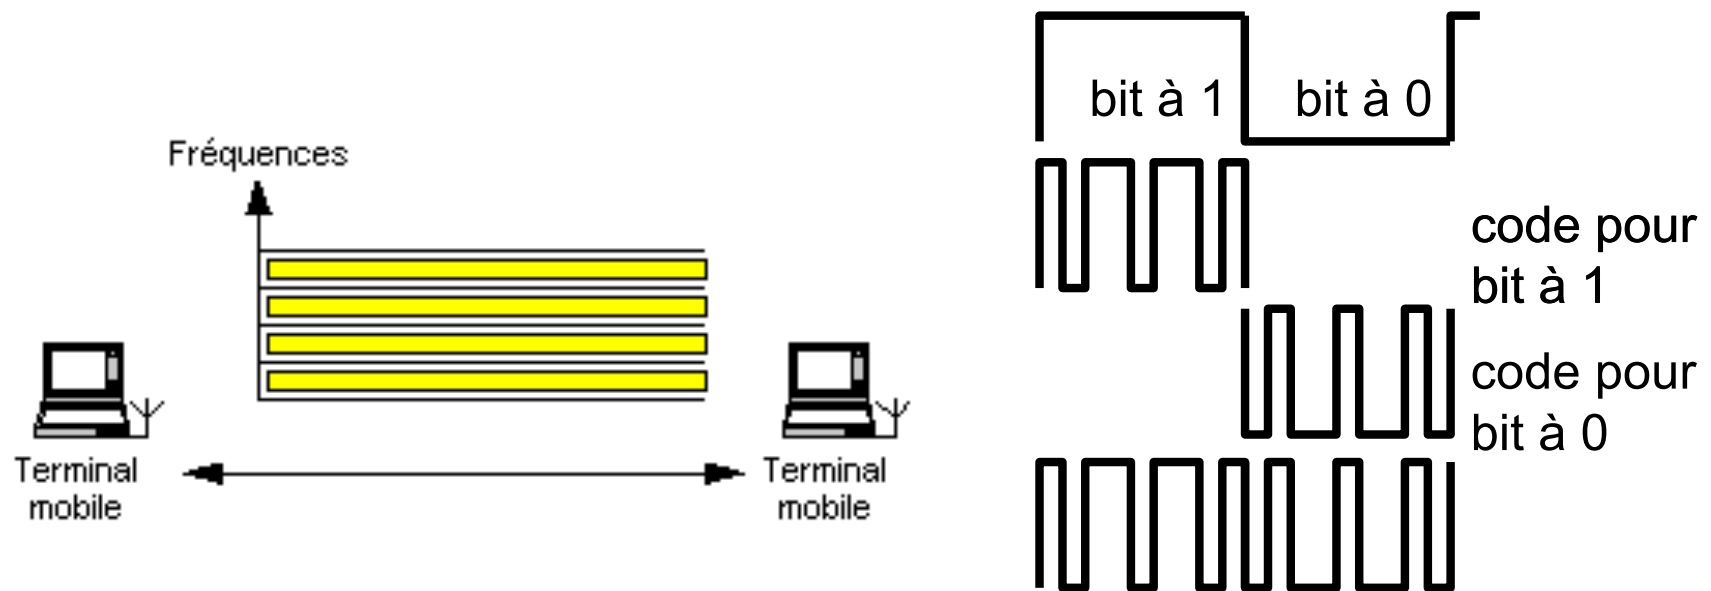 Fréquences
Terminal
mobile
Terminal
mobile
bit à 1
bit à 0
code pour
bit à 1
code pour
bit à 0